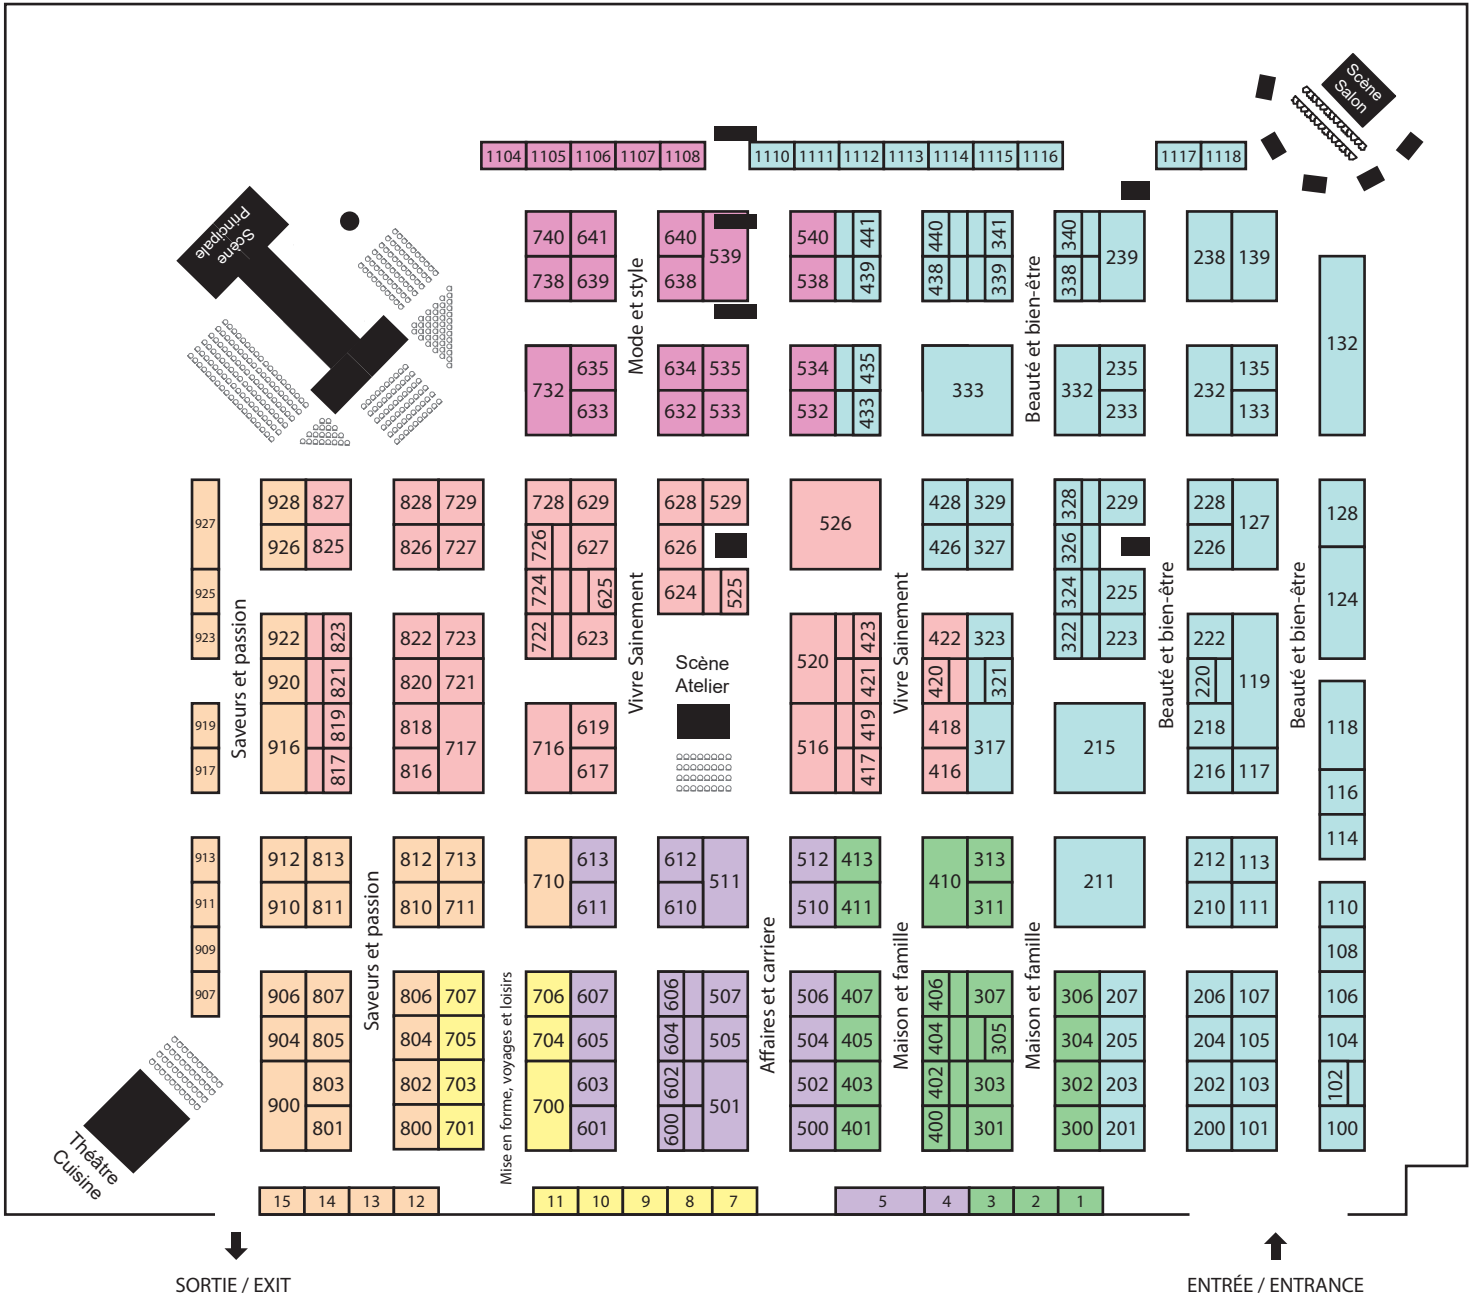 Scène
Salon
1104 1105 1106 1107 1108 1110 1111 1112 1113 1114 1115 1116 1117 1118
Scène
Principale
740 641 640 539 540 441 440 341 340 239 238 139
738 639 638 538 439 438 339 338
132
Mode et style
Beauté et bien-être
732 635 634 535 534 435 333 332 235 232 135
633 632 533 532 433 233 133
927 928 827 828 729 728 629 628 529 526 428 329 328 229 228 127 128
926 825 826 727 726 627 626 426 327 326 226
925 724 625 624 525 324 225 124
923 922 823 822 723 722 623 520 423 422 323 322 223 222 119
Saveurs et passion
Vivre Sainement
Vivre Sainement
Beauté et bien-être
Beauté et bien-être
Scène
Atelier
920 821 820 721 421 420 321 220
919 916 819 818 717 716 619 516 419 418 317 215 218 118
917 817 816 617 417 416 216 117 116
114
913 912 813 812 713 710 613 612 511 512 413 410 313 211 212 113
911 910 811 810 711 611 610 510 411 311 210 111 110
909 108
Saveurs et passion
Mise en forme, voyages et loisirs
Affaires et carriere
Maison et famille
Maison et famille
907 906 807 806 707 706 607 606 507 506 407 406 307 306 207 206 107 106
904 805 804 705 704 605 604 505 504 405 404 305 304 205 204 105 104
900 803 802 703 700 603 602 501 502 403 402 303 302 203 202 103 102
801 800 701 601 600 500 401 400 301 300 201 200 101 100
Théâtre
Cuisine
15 14 13 12 11 10 9 8 7 5 4 3 2 1
SORTIE / EXIT
ENTRÉE / ENTRANCE